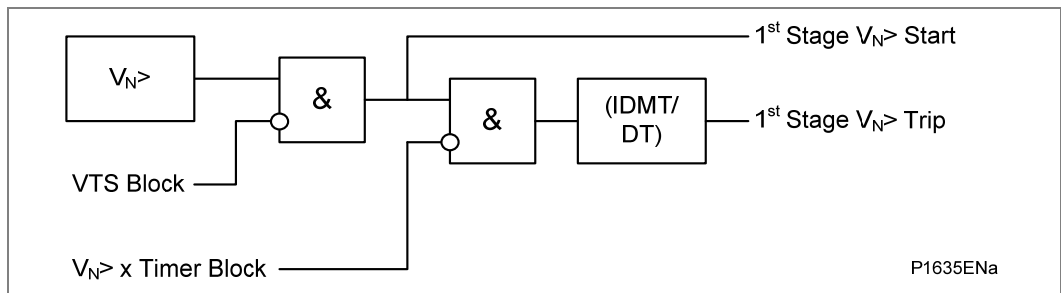 1st Stage VN> Start
VN>
&
&
(IDMT/
DT)
1st Stage VN> Trip
VTS Block
VN> x Timer Block
P1635ENa